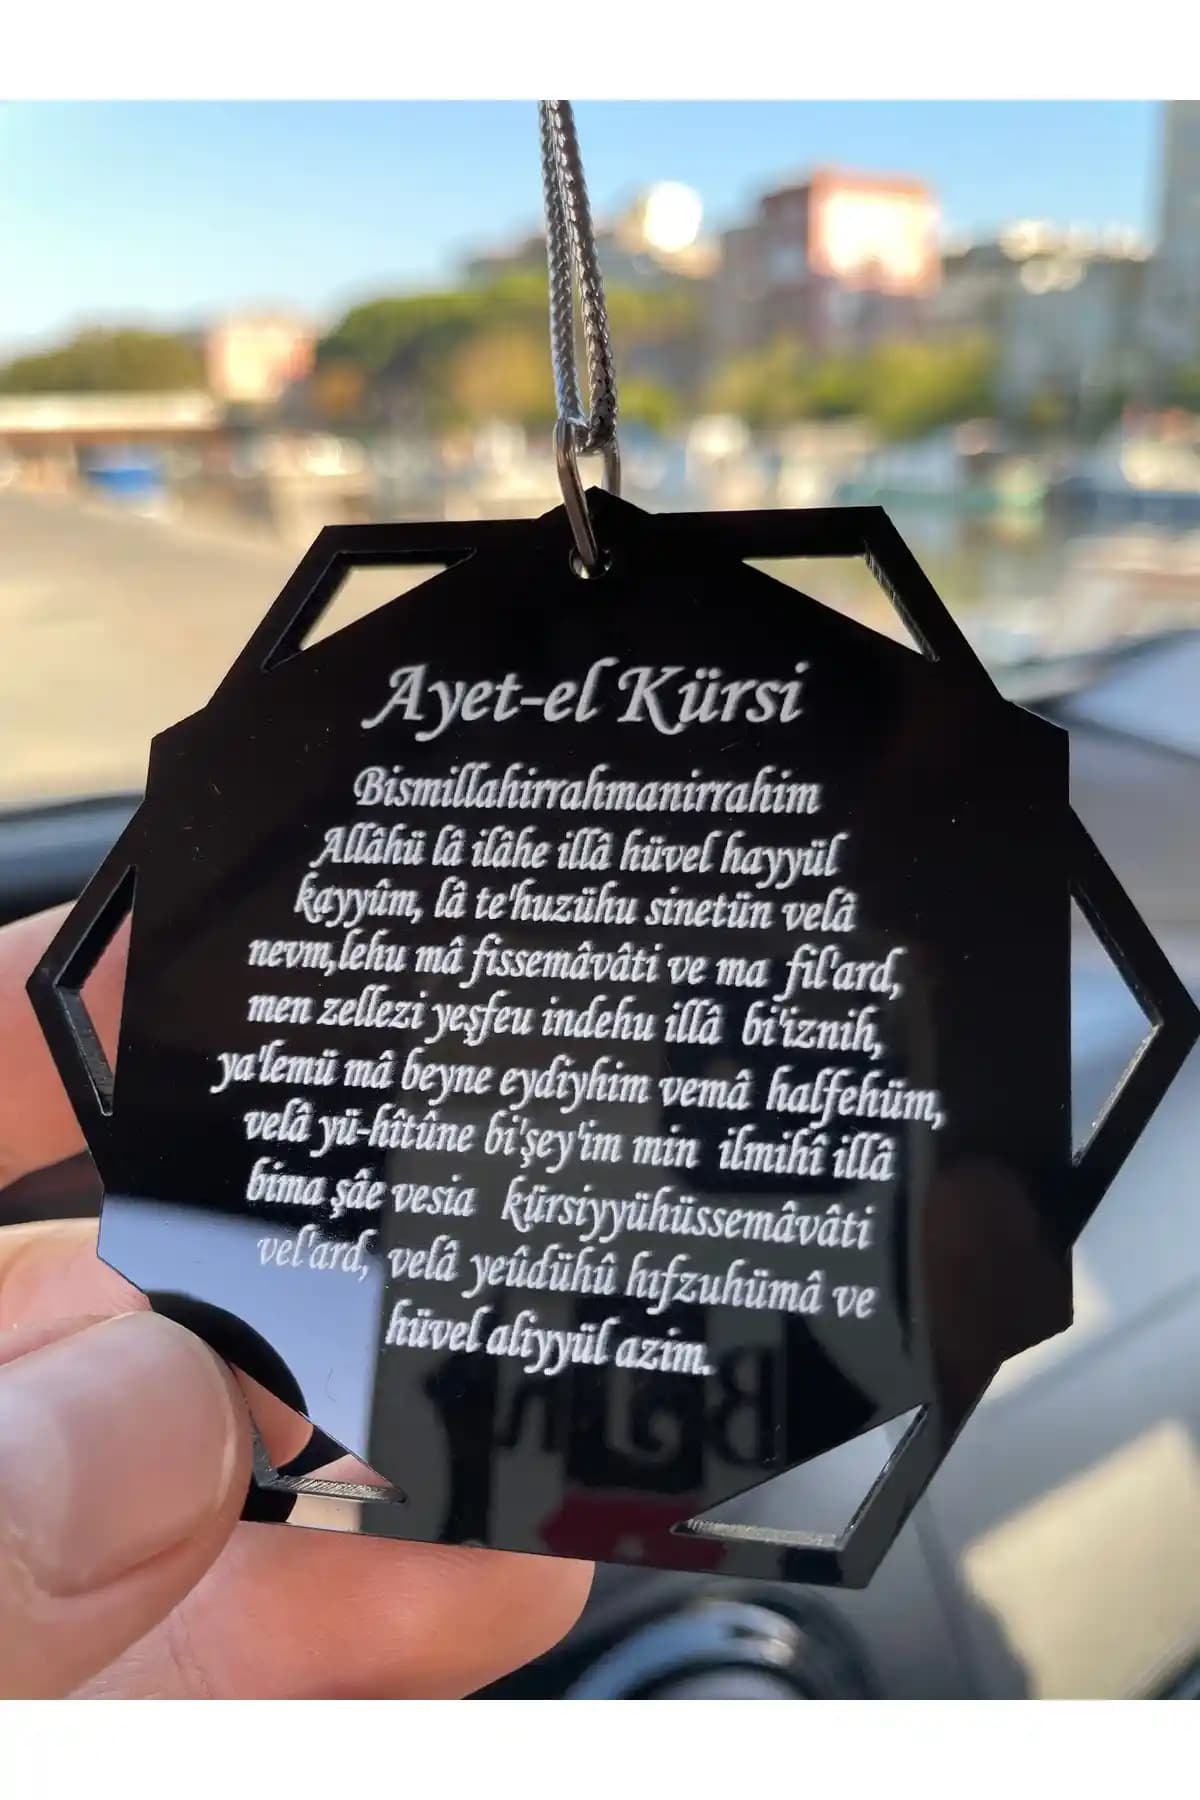 Ayet-el Kürsi
Bismillahirrahmanirrahim
Allâhü lâ ilâhe illâ hüvel hayyül
kayyûm, lâ te'huzühu sinetün velâ
nevm,lehu mâ fissemâvâti ve ma fil'ard,
men zellezi yeşfeu indehu illâ bi'iznih,
ya'lemü mâ beyne eydiyhim vemâ halfehüm,
velâ yü-hîtûne bi'şey'im min ilmihî illâ
bima şâe vesia kürsiyyühüssemâvâti
vel'ard, velâ yeûdühû hıfzuhümâ ve
hüvel aliyyül azim.